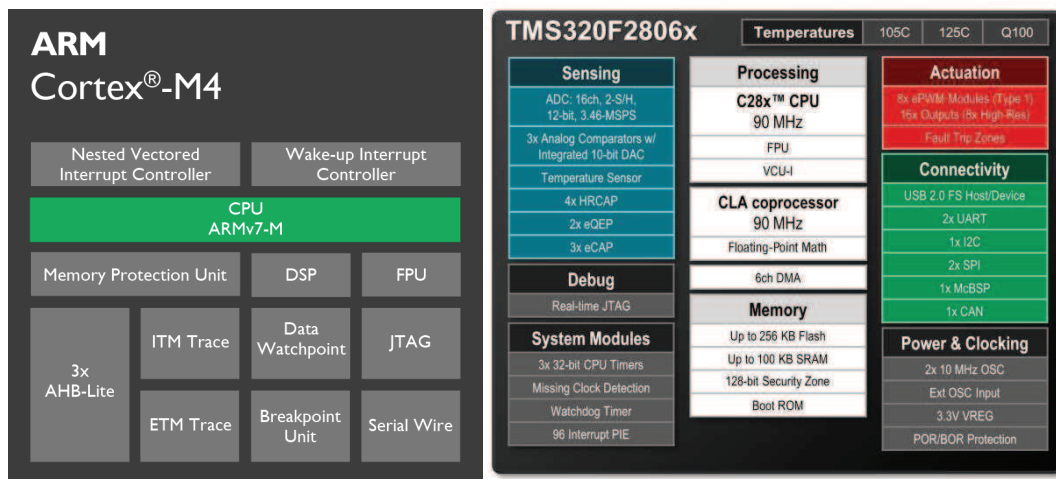 ARM
Cortex®-M4
Nested Vectored
Interrupt Controller
Wake-up Interrupt
Controller
CPU
ARMv7-M
Memory Protection Unit
DSP
FPU
3x
AHB-Lite
ITM Trace
Data
Watchpoint
JTAG
ETM Trace
Breakpoint
Unit
Serial Wire
TMS320F2806x
Temperatures
105C
125C
Q100
Sensing
ADC: 16ch, 2-S/H,
12-bit, 3.46-MSPS
3x Analog Comparators w/
Integrated 10-bit DAC
Temperature Sensor
4x HRCAP
2x eQEP
3x eCAP
Debug
Real-time JTAG
System Modules
3x 32-bit CPU Timers
Missing Clock Detection
Watchdog Timer
96 Interrupt PIE
Processing
C28x™ CPU
90 MHz
FPU
VCU-I
CLA coprocessor
90 MHz
Floating-Point Math
6ch DMA
Memory
Up to 256 KB Flash
Up to 100 KB SRAM
128-bit Security Zone
Boot ROM
Actuation
8x ePWM Modules (Type 1)
16x Outputs (8x High-Res)
Fault Trip Zones
Connectivity
USB 2.0 FS Host/Device
2x UART
1x I2C
2x SPI
1x McBSP
1x CAN
Power & Clocking
2x 10 MHz OSC
Ext OSC Input
3.3V VREG
POR/BOR Protection